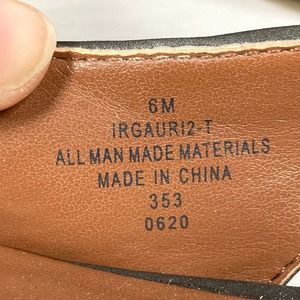 6M
IRGAURI2-T
ALL MAN MADE MATERIALS
MADE IN CHINA
353
0620